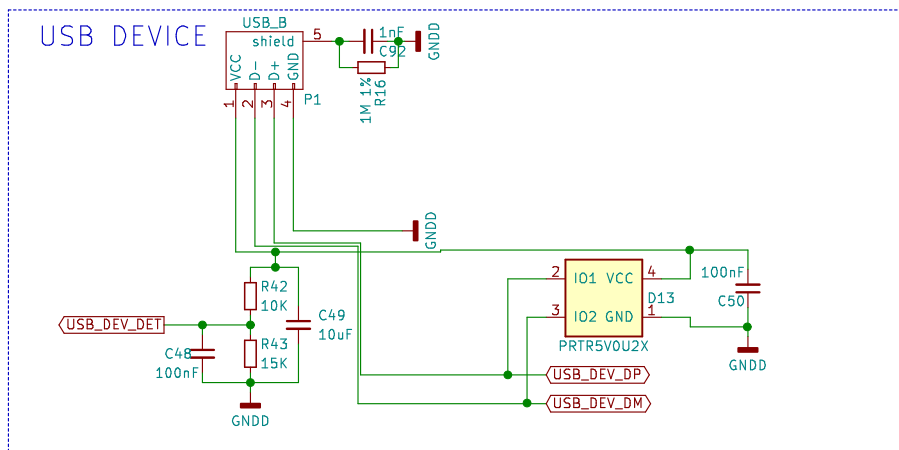 USB DEVICE
USB_B
shield
5
VCC
D-
D+
GND
1
2
3
4
P1
1nF
C92
GNDD
1M 1%
R16
GNDD
R42
10K
C49
10uF
USB_DEV_DET
C48
100nF
R43
15K
GNDD
2
IO1
VCC
4
3
IO2
GND
1
D13
PRTR5V0U2X
100nF
C50
GNDD
USB_DEV_DP
USB_DEV_DM